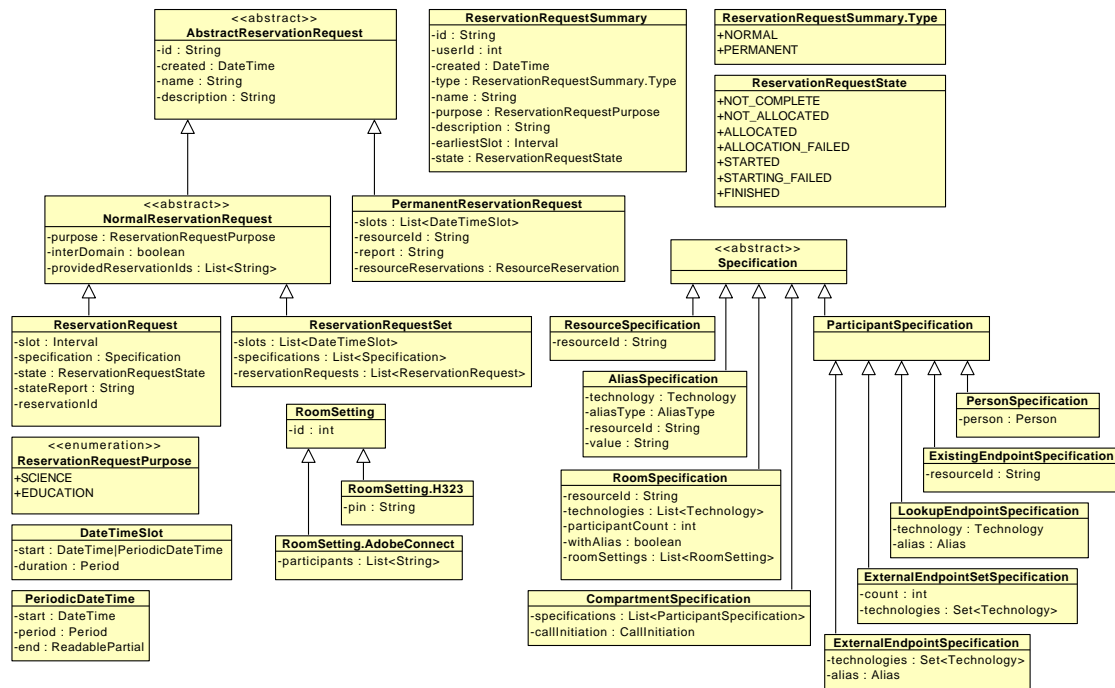 <<abstract>>
AbstractReservationRequest
-id : String
-created : DateTime
-name : String
-description : String
ReservationRequestSummary
-id : String
-userId : int
-created : DateTime
-type : ReservationRequestSummary.Type
-name : String
-purpose : ReservationRequestPurpose
-description : String
-earliestSlot : Interval
-state : ReservationRequestState
ReservationRequestSummary.Type
+NORMAL
+PERMANENT
ReservationRequestState
+NOT_COMPLETE
+NOT_ALLOCATED
+ALLOCATED
+ALLOCATION_FAILED
+STARTED
+STARTING_FAILED
+FINISHED
<<abstract>>
NormalReservationRequest
-purpose : ReservationRequestPurpose
-interDomain : boolean
-providedReservationIds : List<String>
PermanentReservationRequest
-slots : List<DateTimeSlot>
-resourceId : String
-report : String
-resourceReservations : ResourceReservation
<<abstract>>
Specification
ReservationRequest
-slot : Interval
-specification : Specification
-state : ReservationRequestState
-stateReport : String
-reservationId
ReservationRequestSet
-slots : List<DateTimeSlot>
-specifications : List<Specification>
-reservationRequests : List<ReservationRequest>
ResourceSpecification
-resourceId : String
ParticipantSpecification
AliasSpecification
-technology : Technology
-aliasType : AliasType
-resourceId : String
-value : String
PersonSpecification
-person : Person
RoomSetting
-id : int
<<enumeration>>
ReservationRequestPurpose
+SCIENCE
+EDUCATION
ExistingEndpointSpecification
-resourceId : String
RoomSetting.H323
-pin : String
RoomSpecification
-resourceId : String
-technologies : List<Technology>
-participantCount : int
-withAlias : boolean
-roomSettings : List<RoomSetting>
LookupEndpointSpecification
-technology : Technology
-alias : Alias
DateTimeSlot
-start : DateTime|PeriodicDateTime
-duration : Period
RoomSetting.AdobeConnect
-participants : List<String>
ExternalEndpointSetSpecification
-count : int
-technologies : Set<Technology>
PeriodicDateTime
-start : DateTime
-period : Period
-end : ReadablePartial
CompartmentSpecification
-specifications : List<ParticipantSpecification>
-callInitiation : CallInitiation
ExternalEndpointSpecification
-technologies : Set<Technology>
-alias : Alias